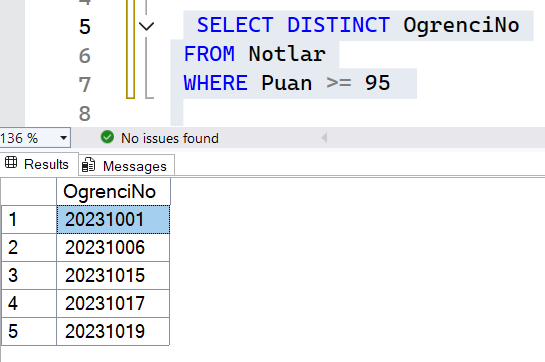 4
5 SELECT DISTINCT OgrenciNo
6 FROM Notlar
7 WHERE Puan >= 95
8
136 % No issues found
Results Messages
OgrenciNo
1 20231001
2 20231006
3 20231015
4 20231017
5 20231019